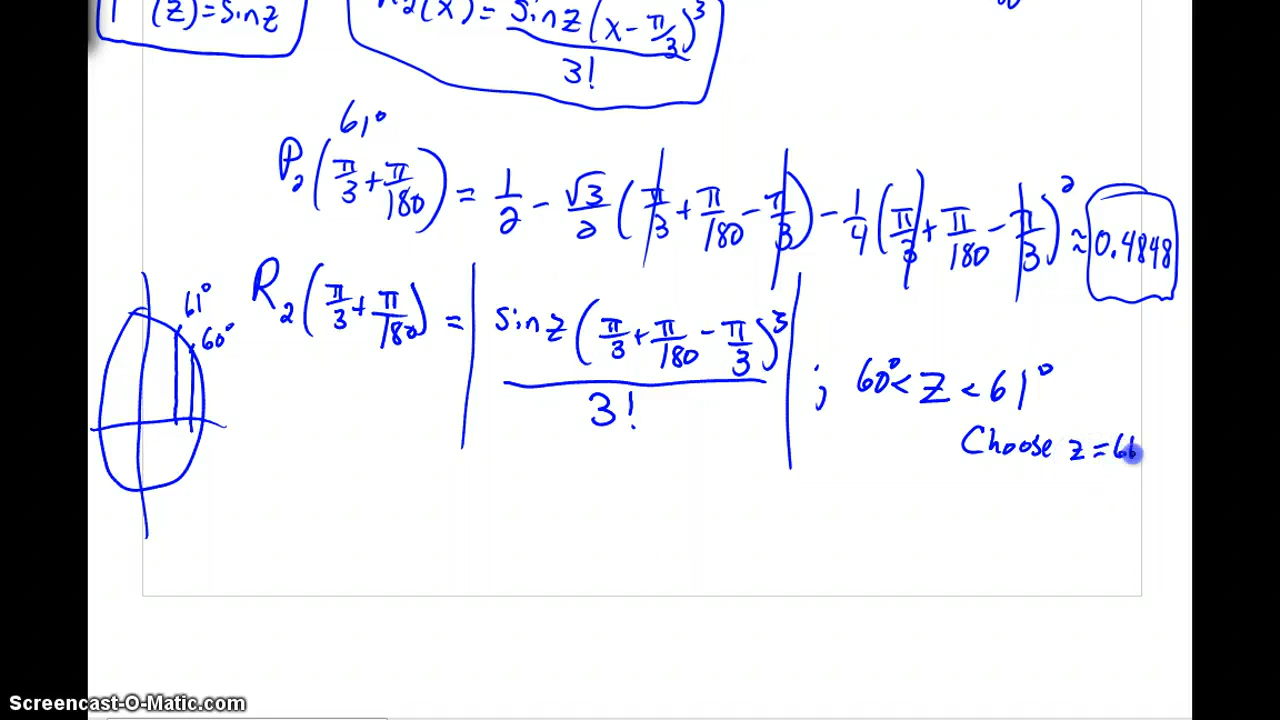 (z) = sin z
R₂(x) = sin z (x - π/3)³
3!
61°
P₂(π/3 + π/180) = 1/2 - √3/2 (π/3 + π/180 - π/3) - 1/4 (π/3 + π/180 - π/3)² ≈ 0.4848
61°
60°
R₂(π/3 + π/180) = | sin z (π/3 + π/180 - π/3)³ / 3! | ; 60° < z < 61°
Choose z = 6
Screencast-O-Matic.com